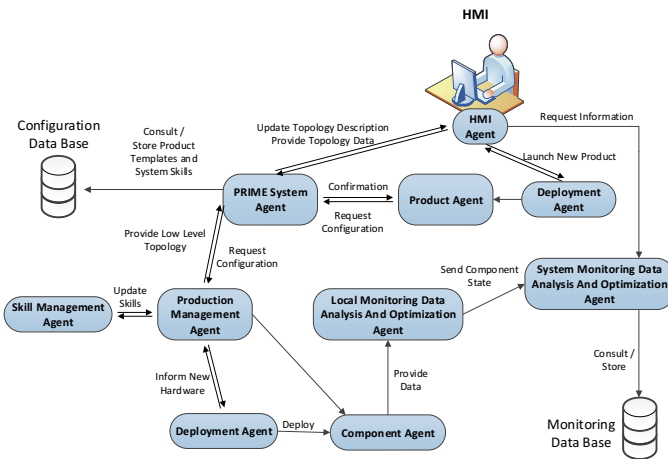 HMI
HMI
Agent
Request Information
Update Topology Description
Provide Topology Data
Launch New Product
Configuration
Data Base
Consult /
Store Product
Templates and
System Skills
PRIME System
Agent
Confirmation
Request
Configuration
Product Agent
Deployment
Agent
Provide Low Level
Topology
Request
Configuration
Send Component
State
System Monitoring Data
Analysis And Optimization
Agent
Skill Management
Agent
Update
Skills
Production
Management
Agent
Local Monitoring Data
Analysis And Optimization
Agent
Inform New
Hardware
Provide
Data
Consult /
Store
Deployment Agent
Deploy
Component Agent
Monitoring
Data Base